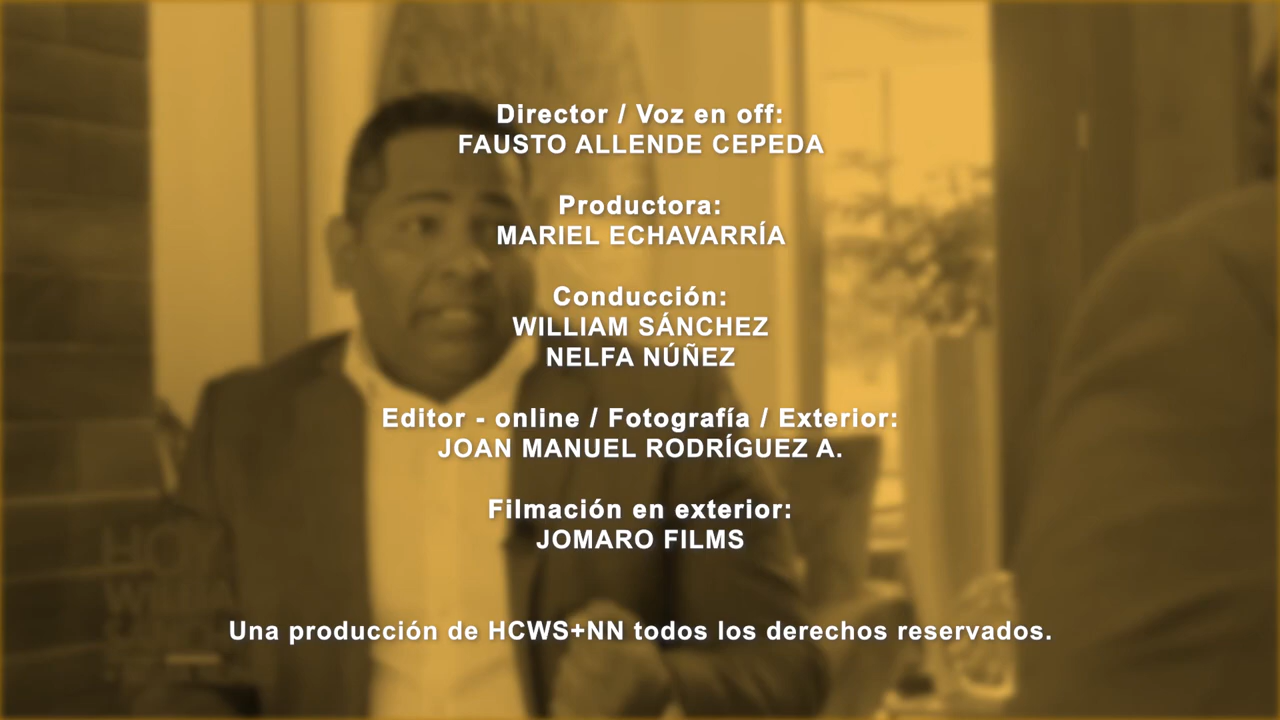 Director / Voz en off:
FAUSTO ALLENDE CEPEDA
Productora:
MARIEL ECHAVARRÍA
Conducción:
WILLIAM SÁNCHEZ
NELFA NÚÑEZ
Editor - online / Fotografía / Exterior:
JOAN MANUEL RODRÍGUEZ A.
Filmación en exterior:
JOMARO FILMS
HOY
Una producción de HCWS+NN todos los derechos reservados.